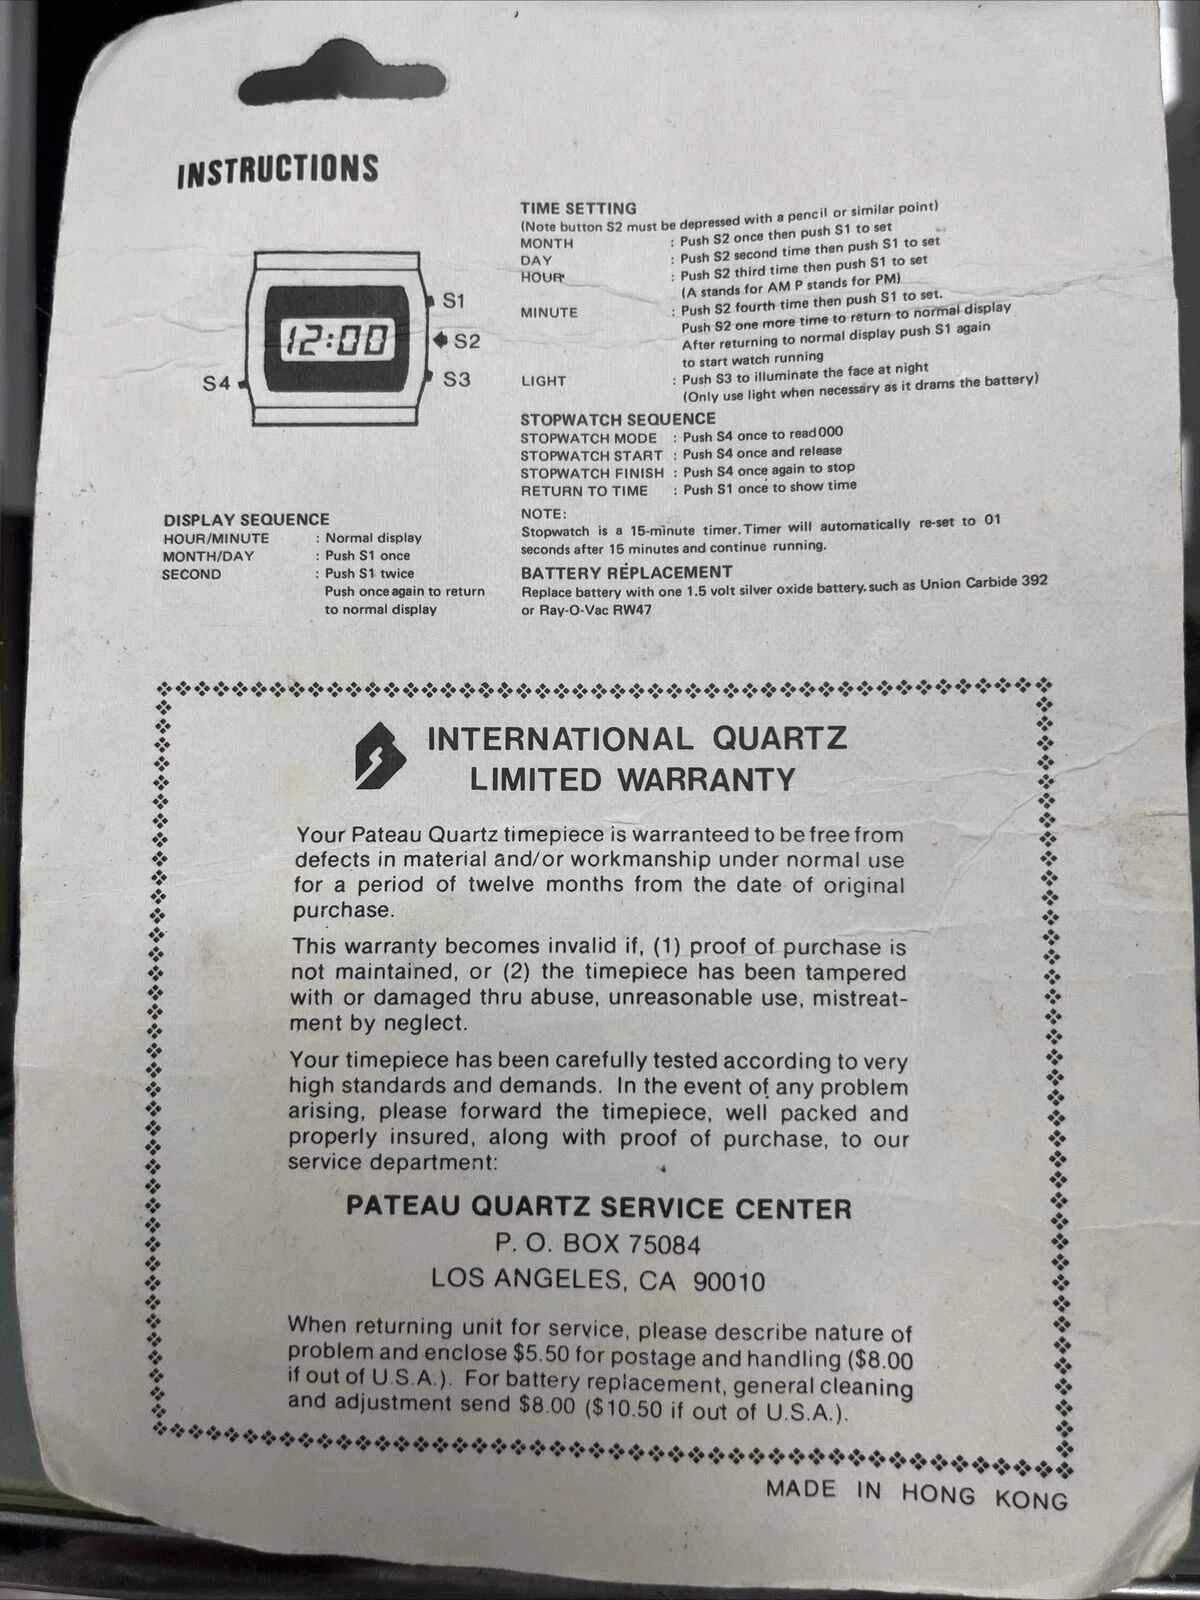 INSTRUCTIONS
12:00
S1
S2
S3
S4
DISPLAY SEQUENCE
HOUR/MINUTE : Normal display
MONTH/DAY : Push S1 once
SECOND : Push S1 twice
Push once again to return
to normal display
TIME SETTING
(Note button S2 must be depressed with a pencil or similar point)
MONTH : Push S2 once then push S1 to set
DAY : Push S2 second time then push S1 to set
HOUR : Push S2 third time then push S1 to set
(A stands for AM P stands for PM)
MINUTE : Push S2 fourth time then push S1 to set.
Push S2 one more time to return to normal display
After returning to normal display push S1 again
to start watch running
LIGHT : Push S3 to illuminate the face at night
(Only use light when necessary as it drams the battery)
STOPWATCH SEQUENCE
STOPWATCH MODE : Push S4 once to read 000
STOPWATCH START : Push S4 once and release
STOPWATCH FINISH : Push S4 once again to stop
RETURN TO TIME : Push S1 once to show time
NOTE:
Stopwatch is a 15-minute timer. Timer will automatically re-set to 01
seconds after 15 minutes and continue running.
BATTERY REPLACEMENT
Replace battery with one 1.5 volt silver oxide battery. such as Union Carbide 392
or Ray-O-Vac RW47
INTERNATIONAL QUARTZ
LIMITED WARRANTY
Your Pateau Quartz timepiece is warranteed to be free from
defects in material and/or workmanship under normal use
for a period of twelve months from the date of original
purchase.
This warranty becomes invalid if, (1) proof of purchase is
not maintained, or (2) the timepiece has been tampered
with or damaged thru abuse, unreasonable use, mistreat-
ment by neglect.
Your timepiece has been carefully tested according to very
high standards and demands. In the event of any problem
arising, please forward the timepiece, well packed and
properly insured, along with proof of purchase, to our
service department:
PATEAU QUARTZ SERVICE CENTER
P. O. BOX 75084
LOS ANGELES, CA 90010
When returning unit for service, please describe nature of
problem and enclose $5.50 for postage and handling ($8.00
if out of U.S.A.). For battery replacement, general cleaning
and adjustment send $8.00 ($10.50 if out of U.S.A.).
MADE IN HONG KONG